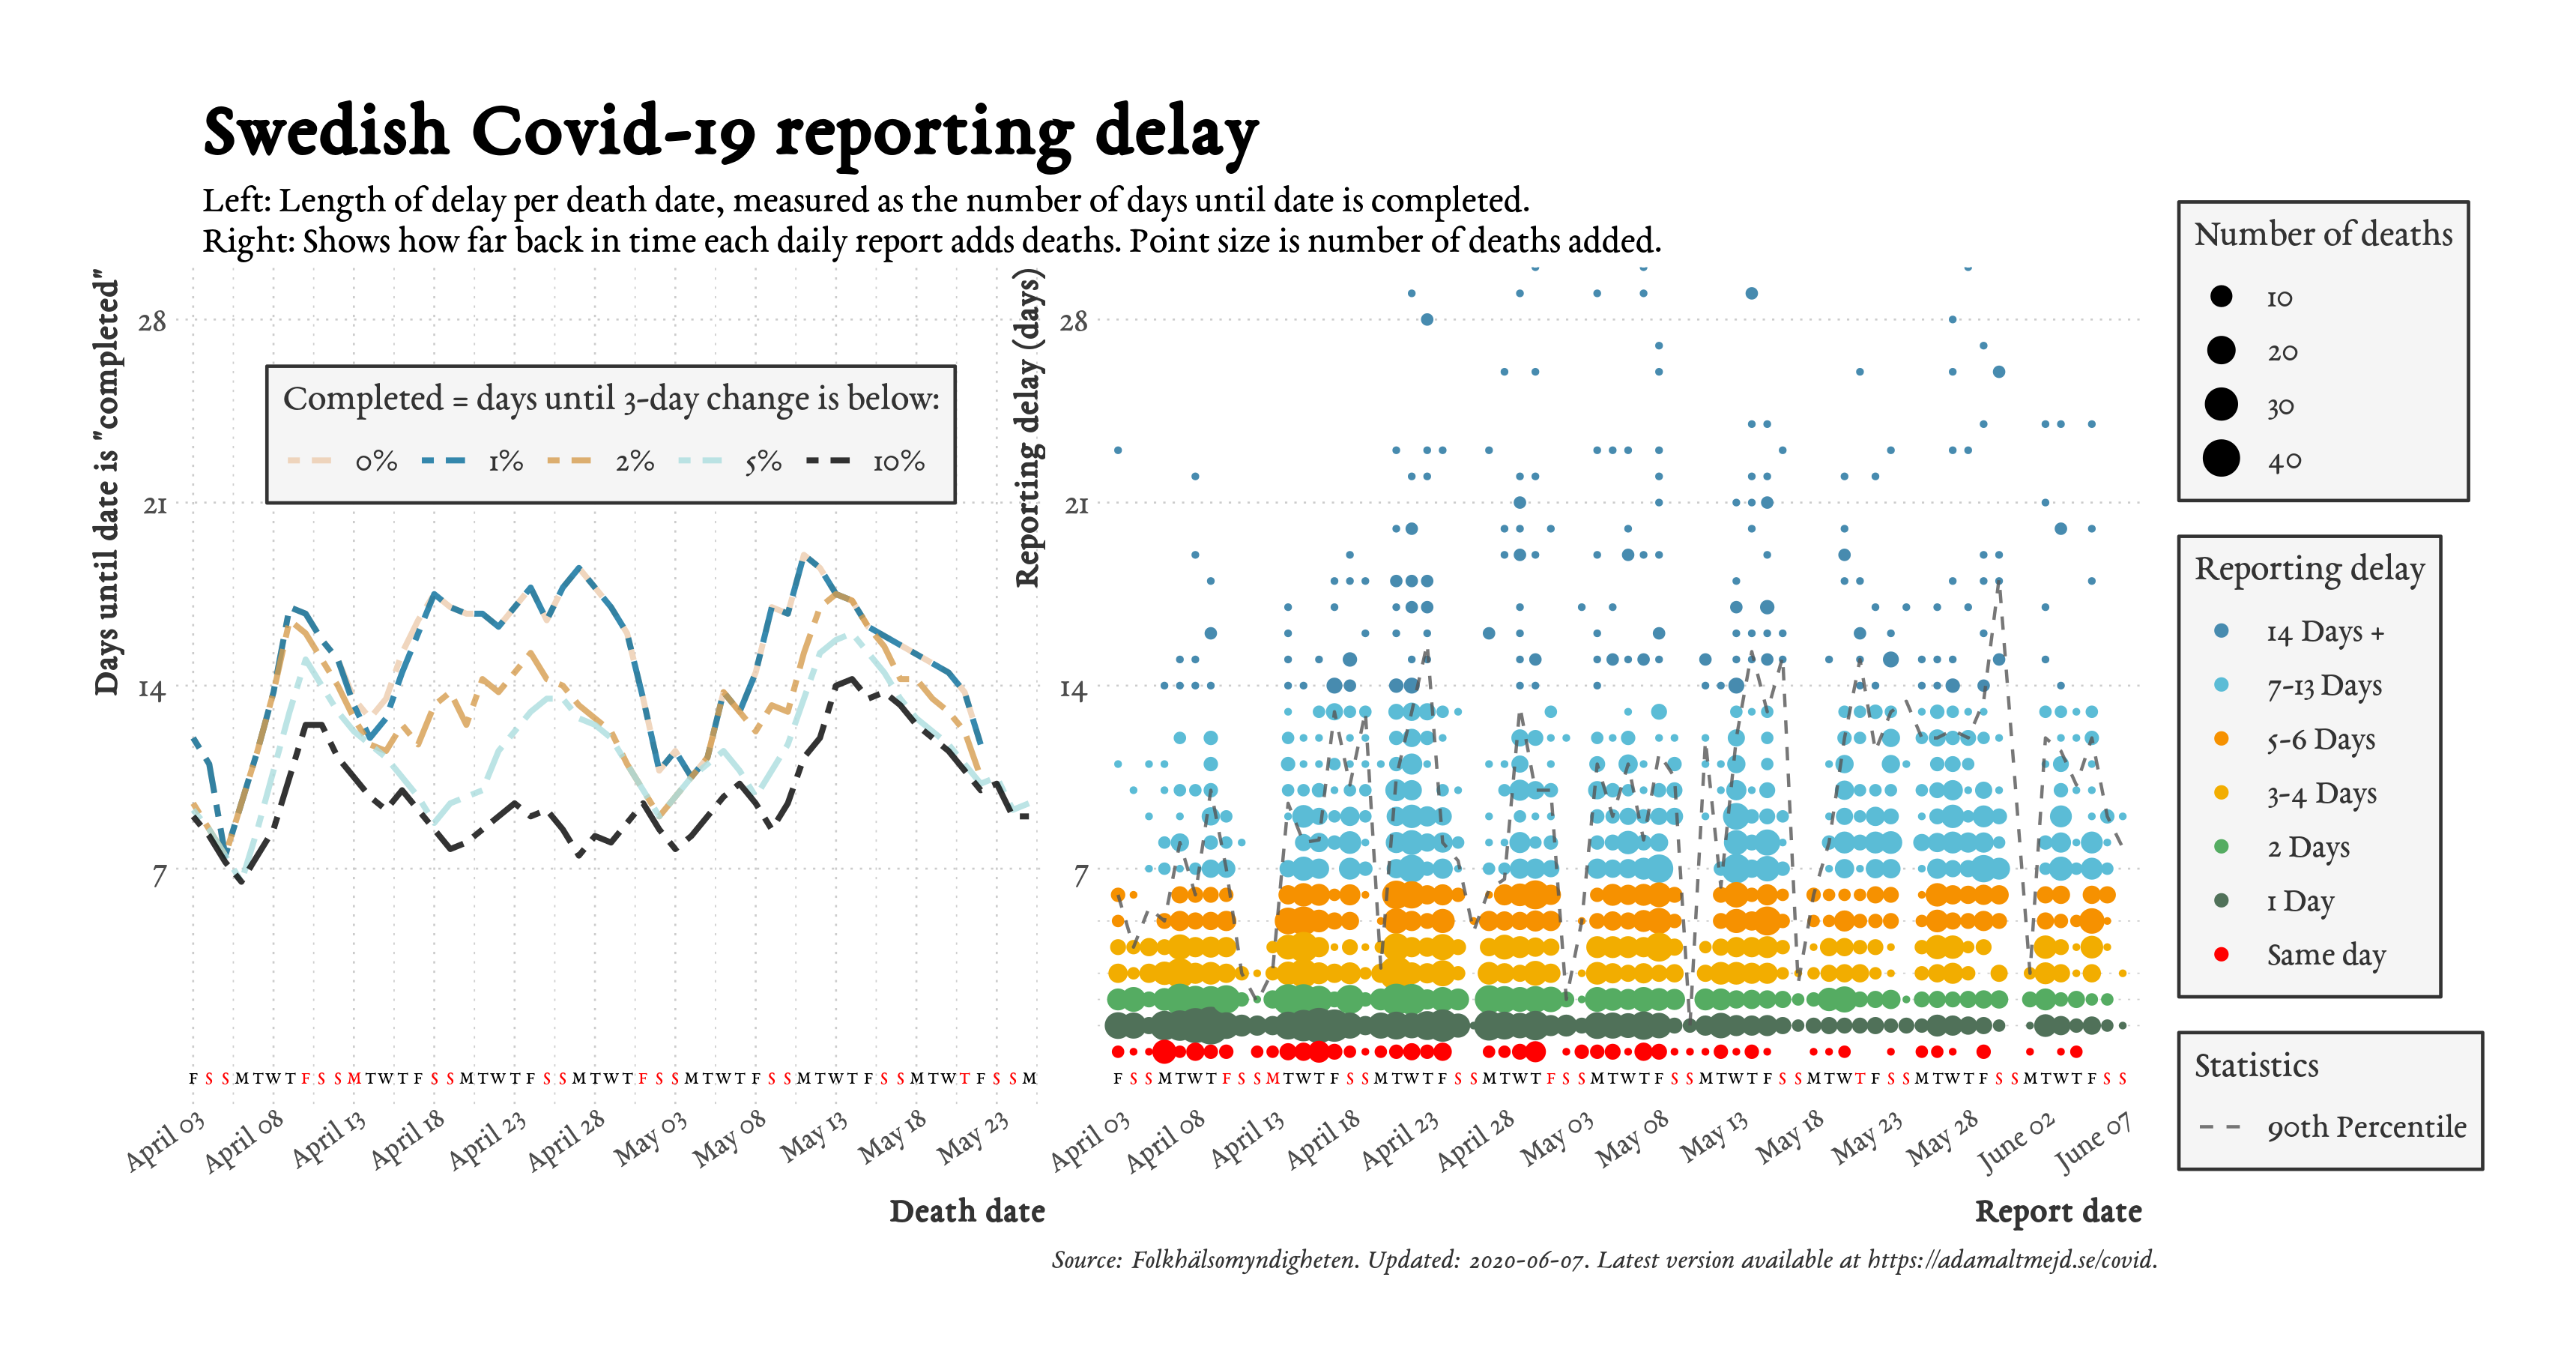 Swedish Covid-19 reporting delay
Left: Length of delay per death date, measured as the number of days until date is completed.
Right: Shows how far back in time each daily report adds deaths. Point size is number of deaths added.
Days until date is "completed"
28
21
14
7
Completed = days until 3-day change is below:
0% 1% 2% 5% 10%
F S S M T W T F S S M T W T F S S M T W T F S S M T W T F S S M T W T F S S M T W T F S S M T W T F S S M
April 03 April 08 April 13 April 18 April 23 April 28 May 03 May 08 May 13 May 18 May 23
Death date
Reporting delay (days)
28
21
14
7
F S S M T W T F S S M T W T F S S M T W T F S S M T W T F S S M T W T F S S M T W T F S S M T W T F S S M T W T F S S M T W T F S S
April 03 April 08 April 13 April 18 April 23 April 28 May 03 May 08 May 13 May 18 May 23 May 28 June 02 June 07
Report date
Number of deaths
10
20
30
40
Reporting delay
14 Days +
7-13 Days
5-6 Days
3-4 Days
2 Days
1 Day
Same day
Statistics
90th Percentile
Source: Folkhälsomyndigheten. Updated: 2020-06-07. Latest version available at https://adamaltmejd.se/covid.